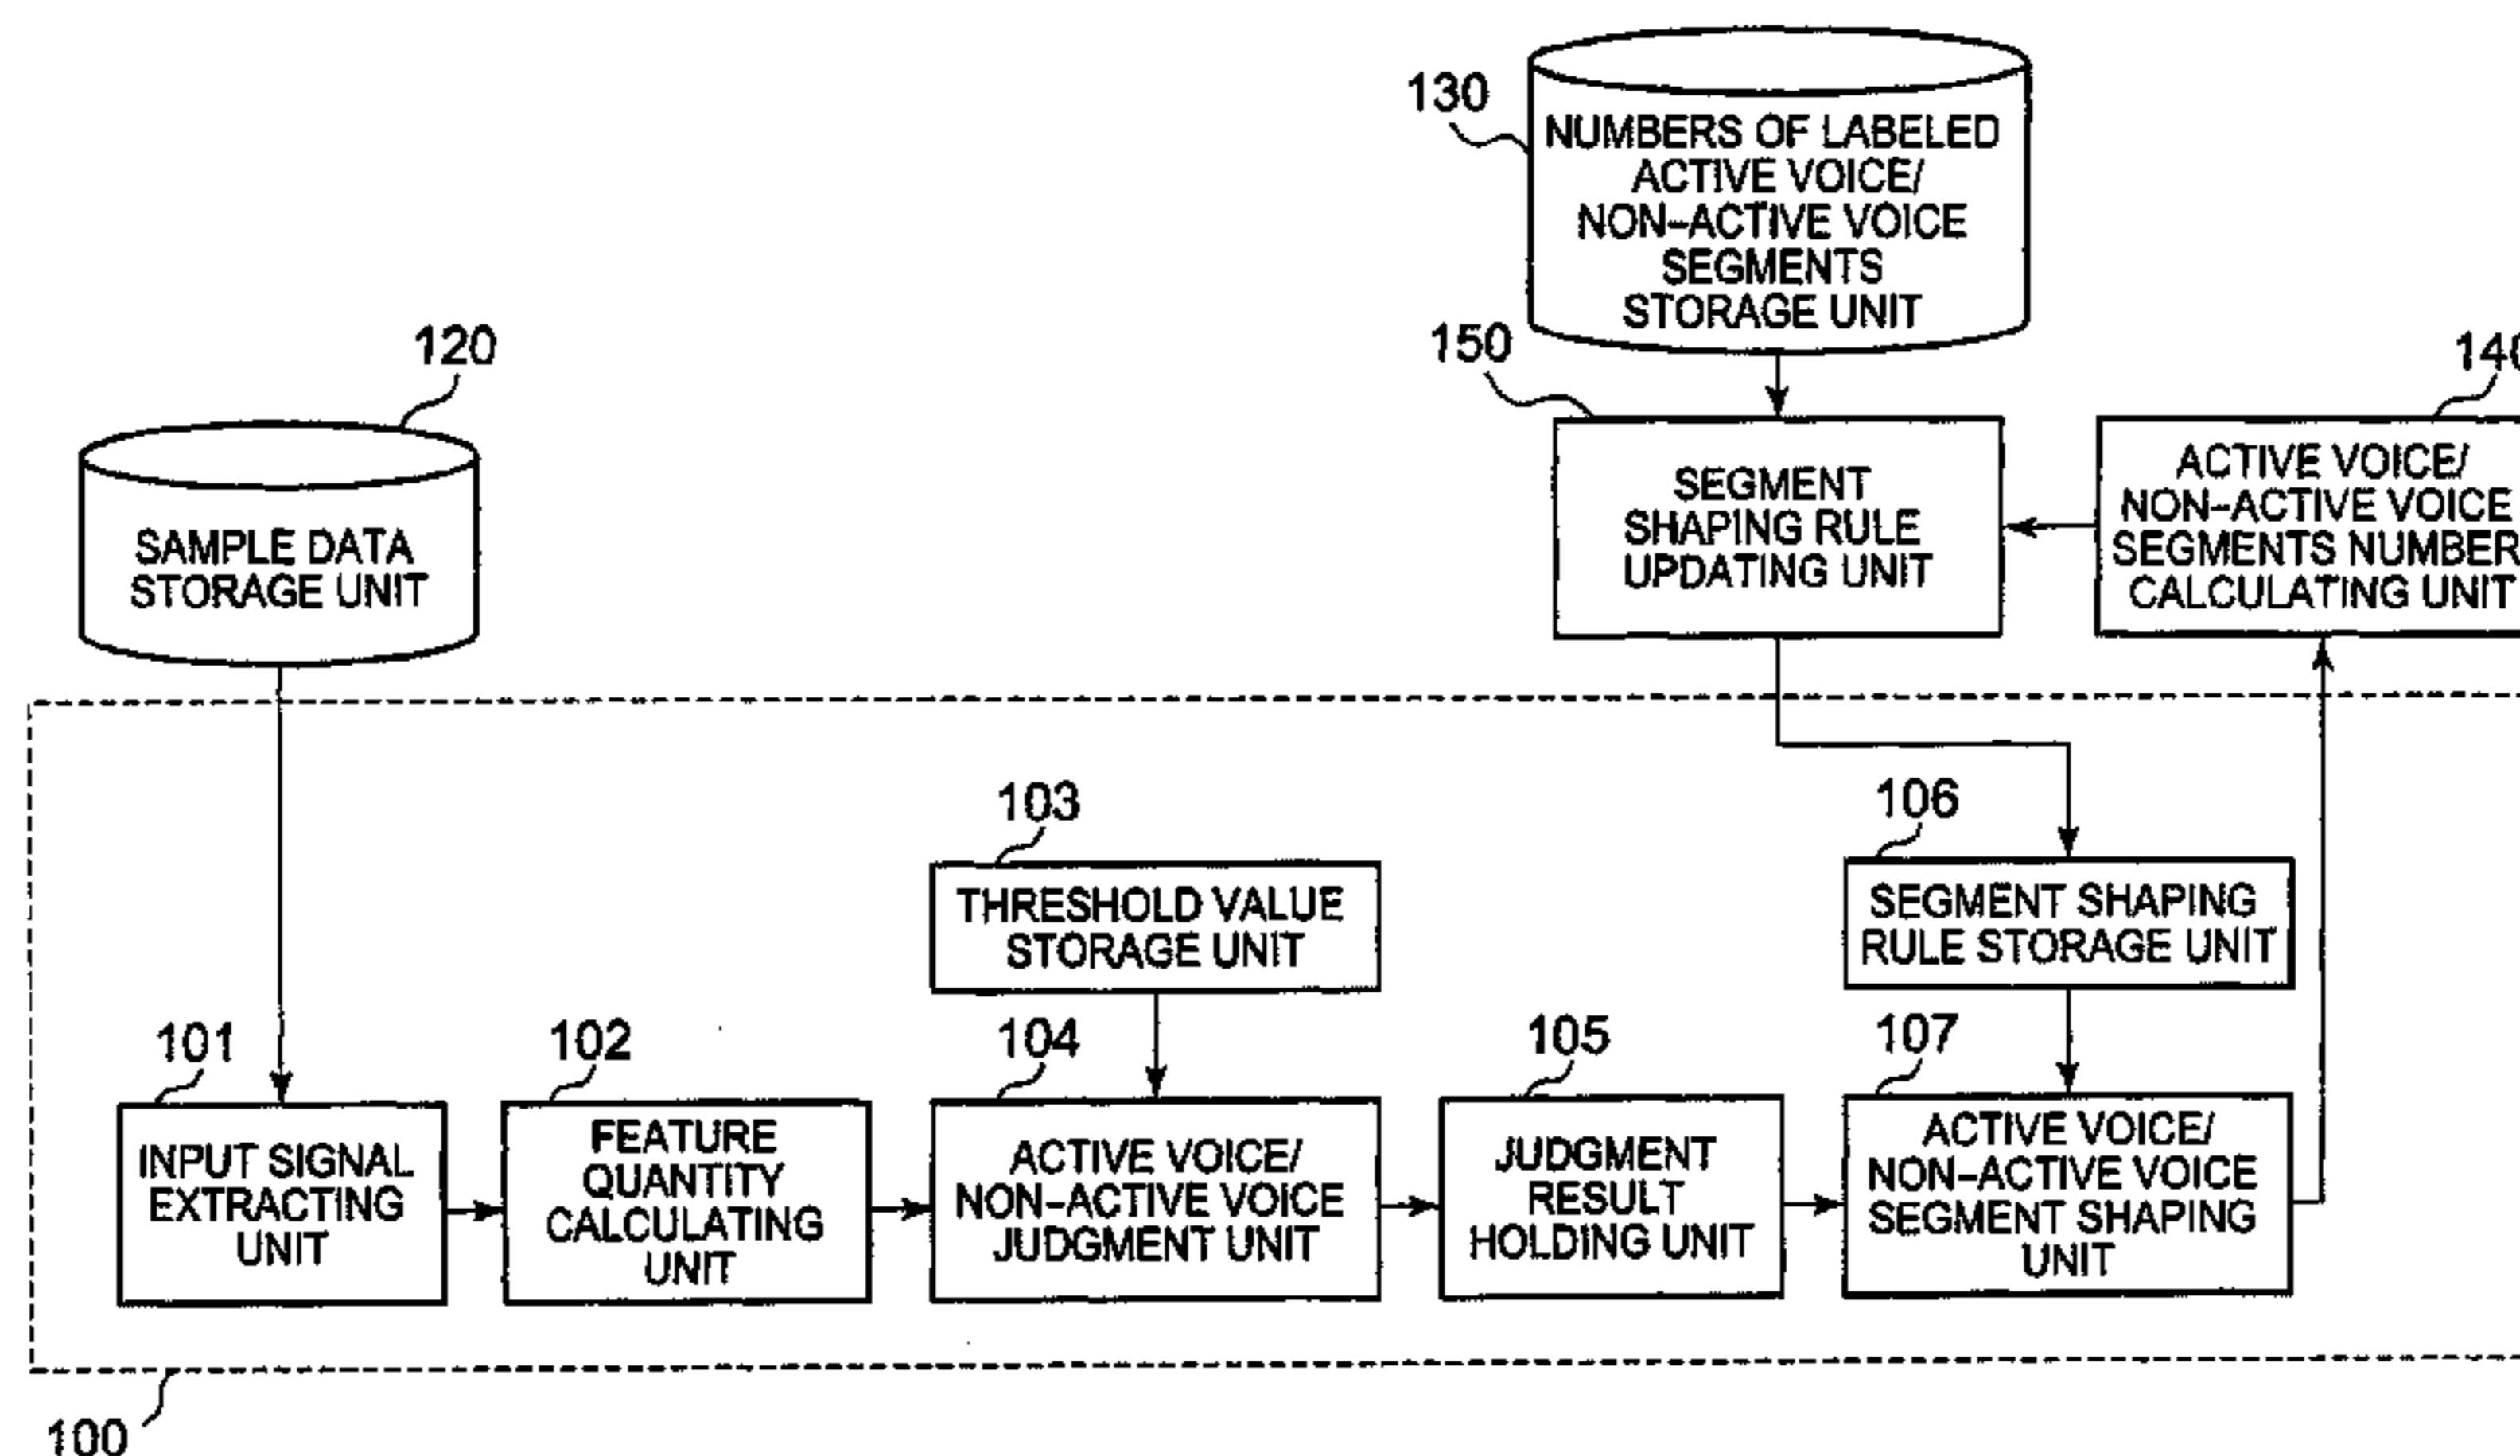 130
NUMBERS OF LABELED
ACTIVE VOICE/
NON-ACTIVE VOICE
SEGMENTS
STORAGE UNIT
120
SAMPLE DATA
STORAGE UNIT
150
SEGMENT
SHAPING RULE
UPDATING UNIT
140
ACTIVE VOICE/
NON-ACTIVE VOICE
SEGMENTS NUMBER
CALCULATING UNIT
103
THRESHOLD VALUE
STORAGE UNIT
106
SEGMENT SHAPING
RULE STORAGE UNIT
101
INPUT SIGNAL
EXTRACTING
UNIT
102
FEATURE
QUANTITY
CALCULATING
UNIT
104
ACTIVE VOICE/
NON-ACTIVE VOICE
JUDGMENT UNIT
105
JUDGMENT
RESULT
HOLDING UNIT
107
ACTIVE VOICE/
NON-ACTIVE VOICE
SEGMENT SHAPING
UNIT
100